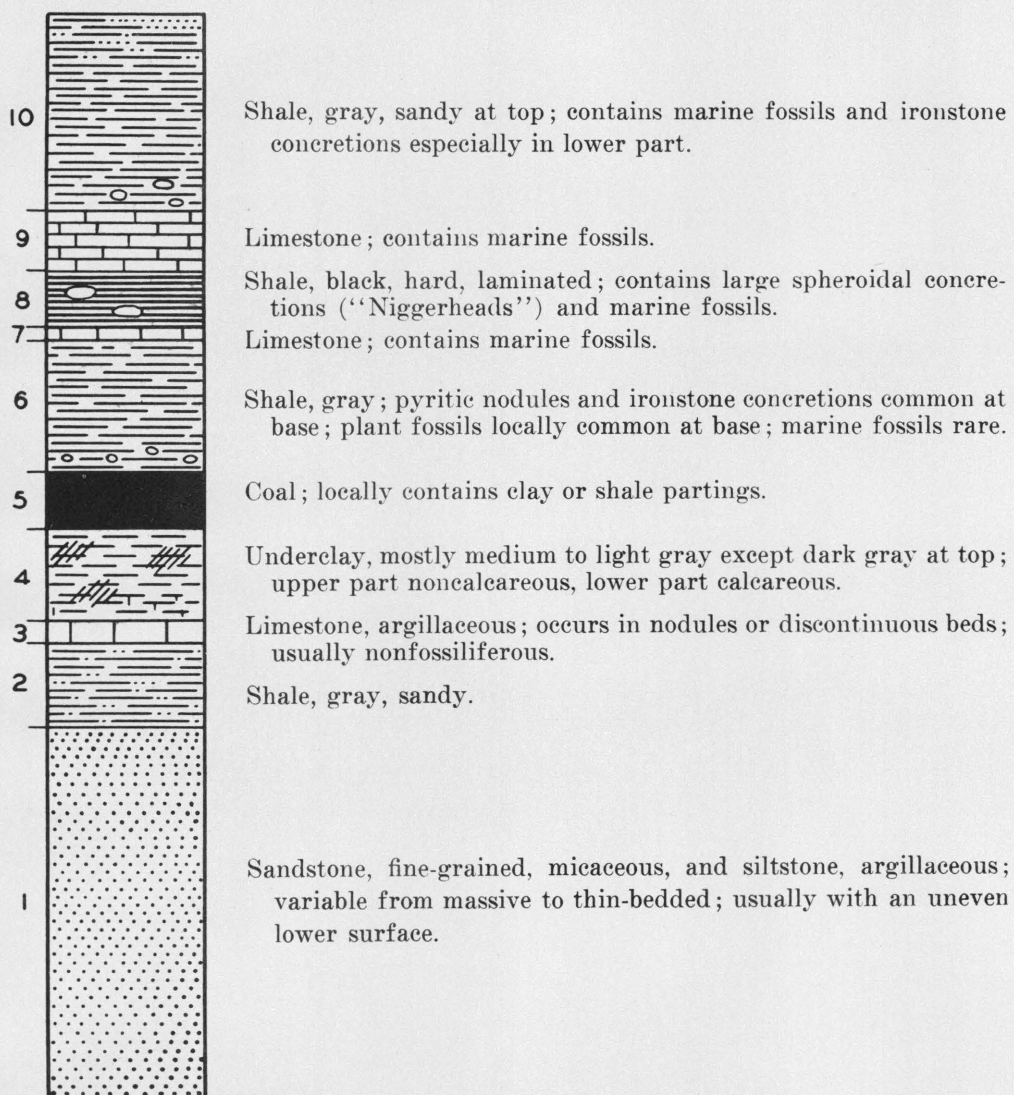 10
Shale, gray, sandy at top; contains marine fossils and ironstone
concretions especially in lower part.
9
Limestone; contains marine fossils.
8
Shale, black, hard, laminated; contains large spheroidal concre-
tions (‘‘Niggerheads’’) and marine fossils.
7
Limestone; contains marine fossils.
6
Shale, gray; pyritic nodules and ironstone concretions common at
base; plant fossils locally common at base; marine fossils rare.
5
Coal; locally contains clay or shale partings.
4
Underclay, mostly medium to light gray except dark gray at top;
upper part noncalcareous, lower part calcareous.
3
Limestone, argillaceous; occurs in nodules or discontinuous beds;
usually nonfossiliferous.
2
Shale, gray, sandy.
1
Sandstone, fine-grained, micaceous, and siltstone, argillaceous;
variable from massive to thin-bedded; usually with an uneven
lower surface.